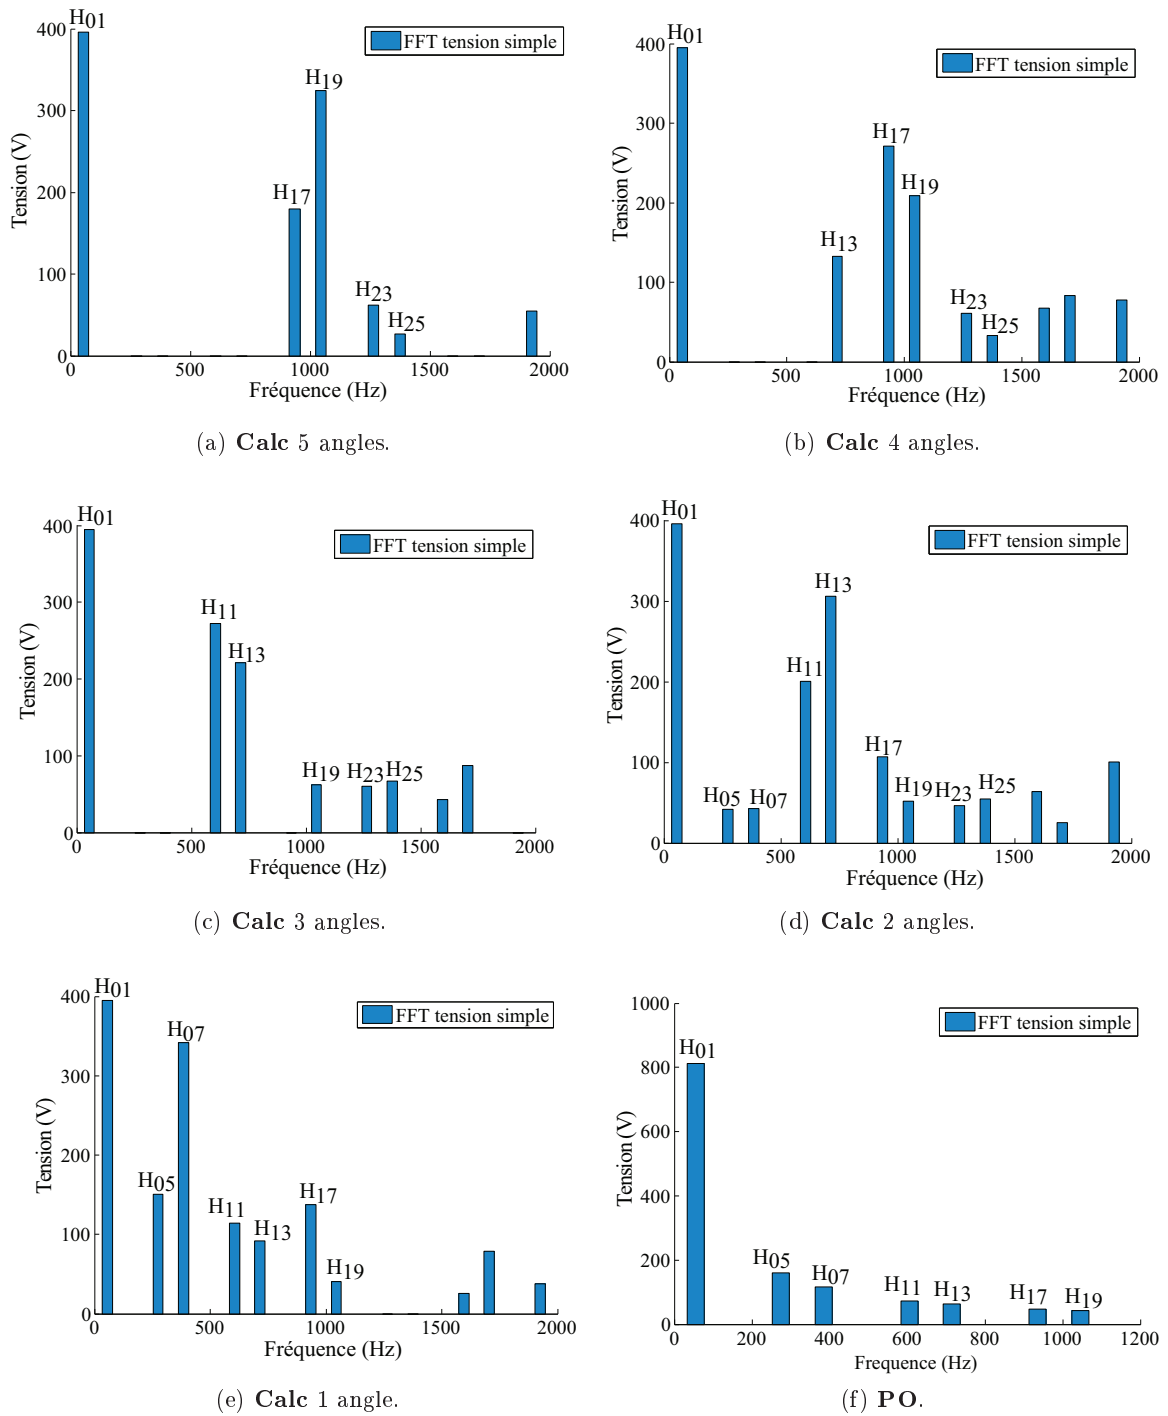 H01
400
300
200
100
0
Tension (V)
FFT tension simple
H19
H17
H23
H25
0 500 1000 1500 2000
Fréquence (Hz)
(a) Calc 5 angles.
H01
400
300
200
100
0
Tension (V)
FFT tension simple
H17
H19
H13
H23
H25
0 500 1000 1500 2000
Fréquence (Hz)
(b) Calc 4 angles.
H01
400
300
200
100
0
Tension (V)
FFT tension simple
H11
H13
H19 H23 H25
0 500 1000 1500 2000
Fréquence (Hz)
(c) Calc 3 angles.
H01
400
300
200
100
0
Tension (V)
FFT tension simple
H13
H11
H17
H05 H07 H19 H23 H25
0 500 1000 1500 2000
Fréquence (Hz)
(d) Calc 2 angles.
H01
400
300
200
100
0
Tension (V)
FFT tension simple
H07
H05
H11
H13
H17
H19
0 500 1000 1500 2000
Fréquence (Hz)
(e) Calc 1 angle.
1000
800
600
400
200
0
Tension (V)
FFT tension simple
H01
H05
H07
H11 H13
H17 H19
0 200 400 600 800 1000 1200
Frequence (Hz)
(f) PO.